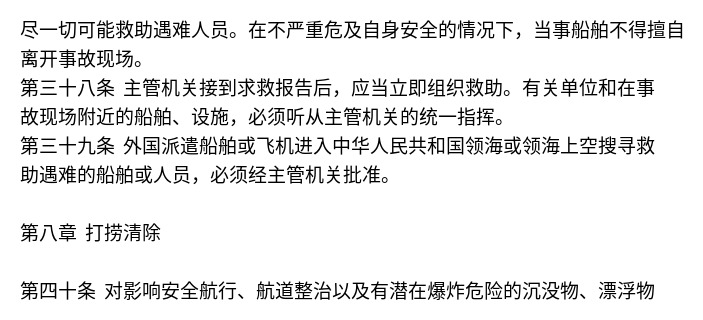 尽一切可能救助遇难人员。在不严重危及自身安全的情况下，当事船舶不得擅自
离开事故现场。
第三十八条 主管机关接到求救报告后，应当立即组织救助。有关单位和在事
故现场附近的船舶、设施，必须听从主管机关的统一指挥。
第三十九条 外国派遣船舶或飞机进入中华人民共和国领海或领海上空搜寻救
助遇难的船舶或人员，必须经主管机关批准。
第八章 打捞清除
第四十条 对影响安全航行、航道整治以及有潜在爆炸危险的沉没物、漂浮物